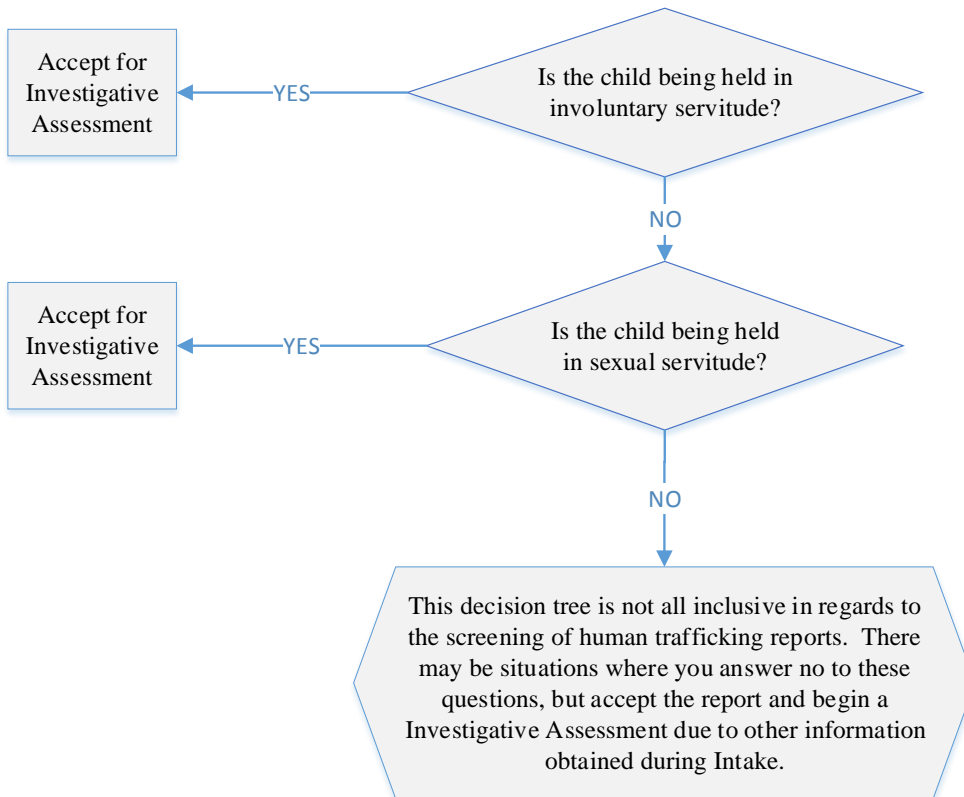 Is the child being held in
involuntary servitude?
YES
Accept for
Investigative
Assessment
NO
Is the child being held
in sexual servitude?
YES
Accept for
Investigative
Assessment
NO
This decision tree is not all inclusive in regards to
the screening of human trafficking reports.  There
may be situations where you answer no to these
questions, but accept the report and begin a
Investigative Assessment due to other information
obtained during Intake.